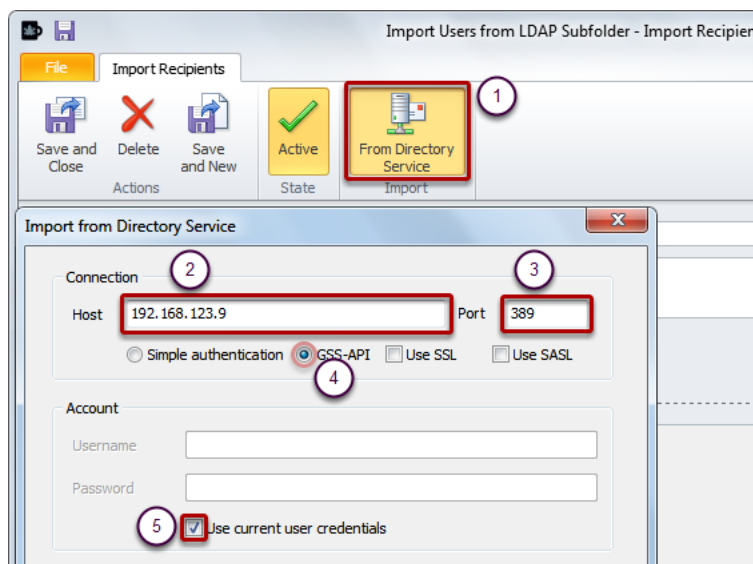 Import Users from LDAP Subfolder - Import Recipien
File
Import Recipients
1
Save and
Close
Delete
Save
and New
Active
From Directory
Service
Actions
State
Import
Import from Directory Service
x
2
3
Connection
Host
192.168.123.9
Port
389
Simple authentication
GSS-API
Use SSL
Use SASL
4
Account
Username
Password
5
Use current user credentials